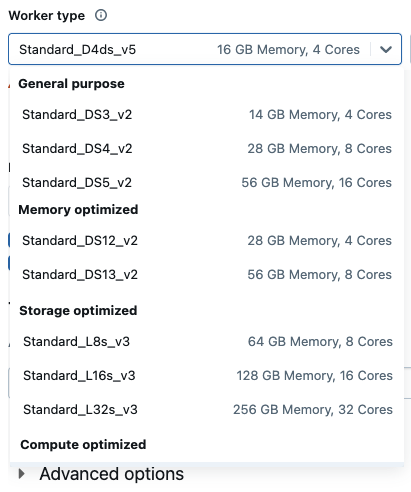 Worker type
Standard_D4ds_v5 16 GB Memory, 4 Cores
General purpose
Standard_DS3_v2 14 GB Memory, 4 Cores
Standard_DS4_v2 28 GB Memory, 8 Cores
Standard_DS5_v2 56 GB Memory, 16 Cores
Memory optimized
Standard_DS12_v2 28 GB Memory, 4 Cores
Standard_DS13_v2 56 GB Memory, 8 Cores
Storage optimized
Standard_L8s_v3 64 GB Memory, 8 Cores
Standard_L16s_v3 128 GB Memory, 16 Cores
Standard_L32s_v3 256 GB Memory, 32 Cores
Compute optimized
Advanced options